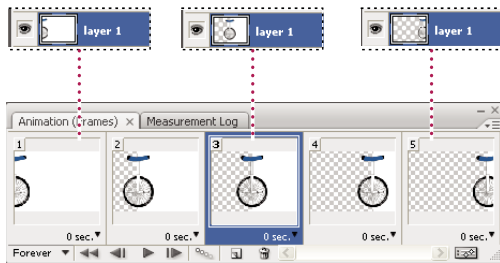 layer 1 layer 1 layer 1
Animation (Frames) × Measurement Log
1 2 3 4 5
0 sec. 0 sec. 0 sec. 0 sec. 0 sec.
Forever